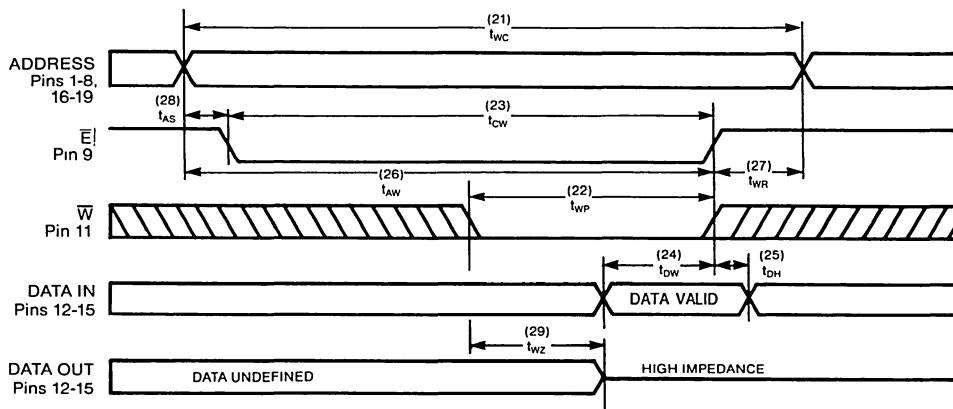 (21)
tWC
ADDRESS
Pins 1-8,
16-19
(28)
tAS
(23)
tCW
E
Pin 9
(26)
tAW
(27)
tWR
(22)
tWP
W
Pin 11
(24)
tDW
(25)
tDH
DATA IN
Pins 12-15
DATA VALID
(29)
tWZ
DATA OUT
Pins 12-15
DATA UNDEFINED
HIGH IMPEDANCE